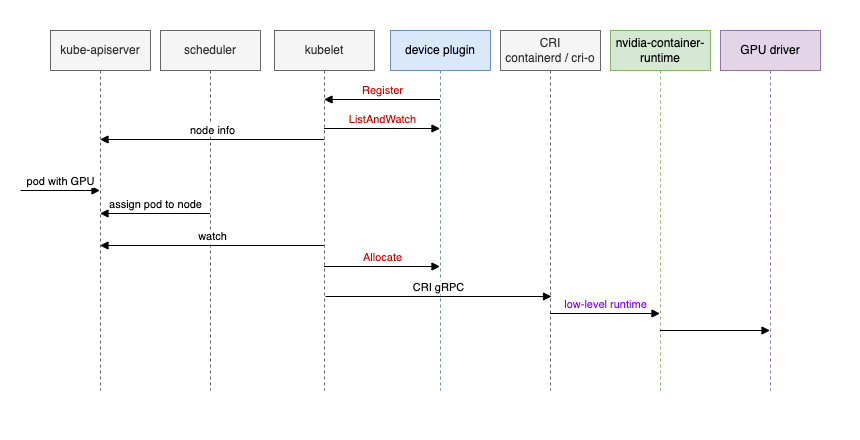 kube-apiserver
scheduler
kubelet
device plugin
CRI
containerd / cri-o
nvidia-container-
runtime
GPU driver
Register
ListAndWatch
node info
pod with GPU
assign pod to node
watch
Allocate
CRI gRPC
low-level runtime